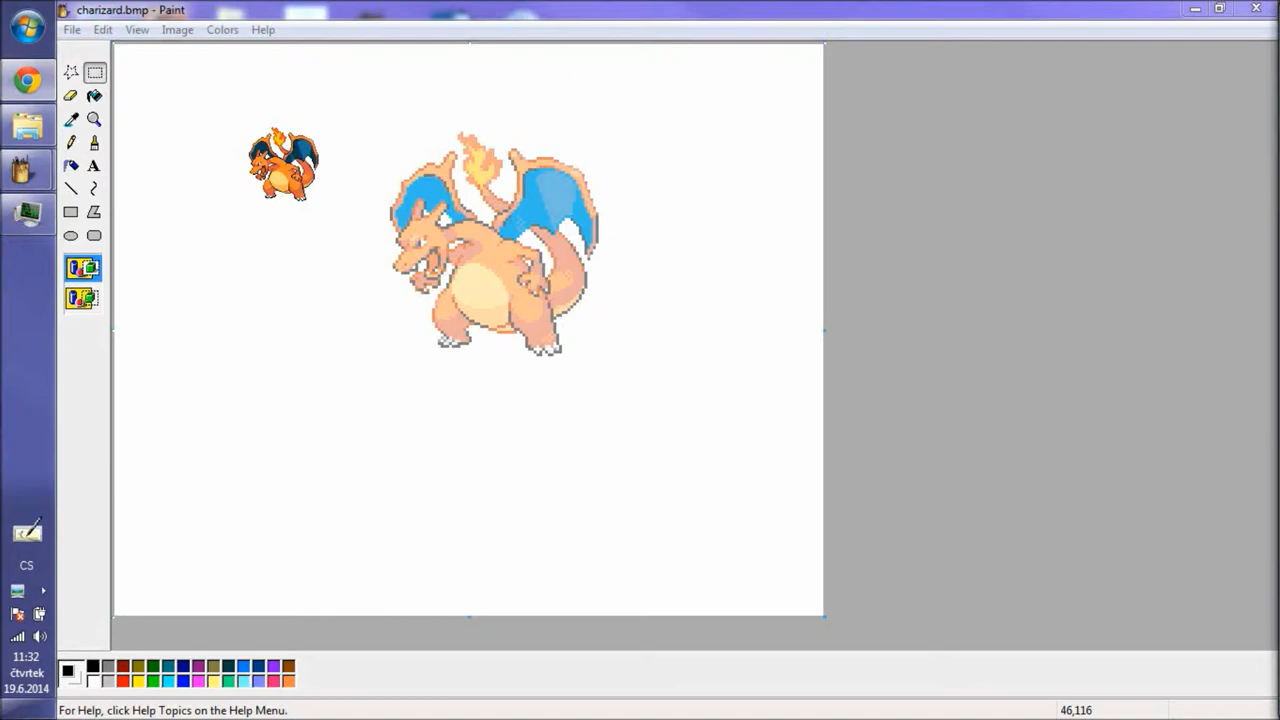 charizard.bmp - Paint
File Edit View Image Colors Help
A
CS
11:32
čtvrtek
19.6.2014
For Help, click Help Topics on the Help Menu.
46,116